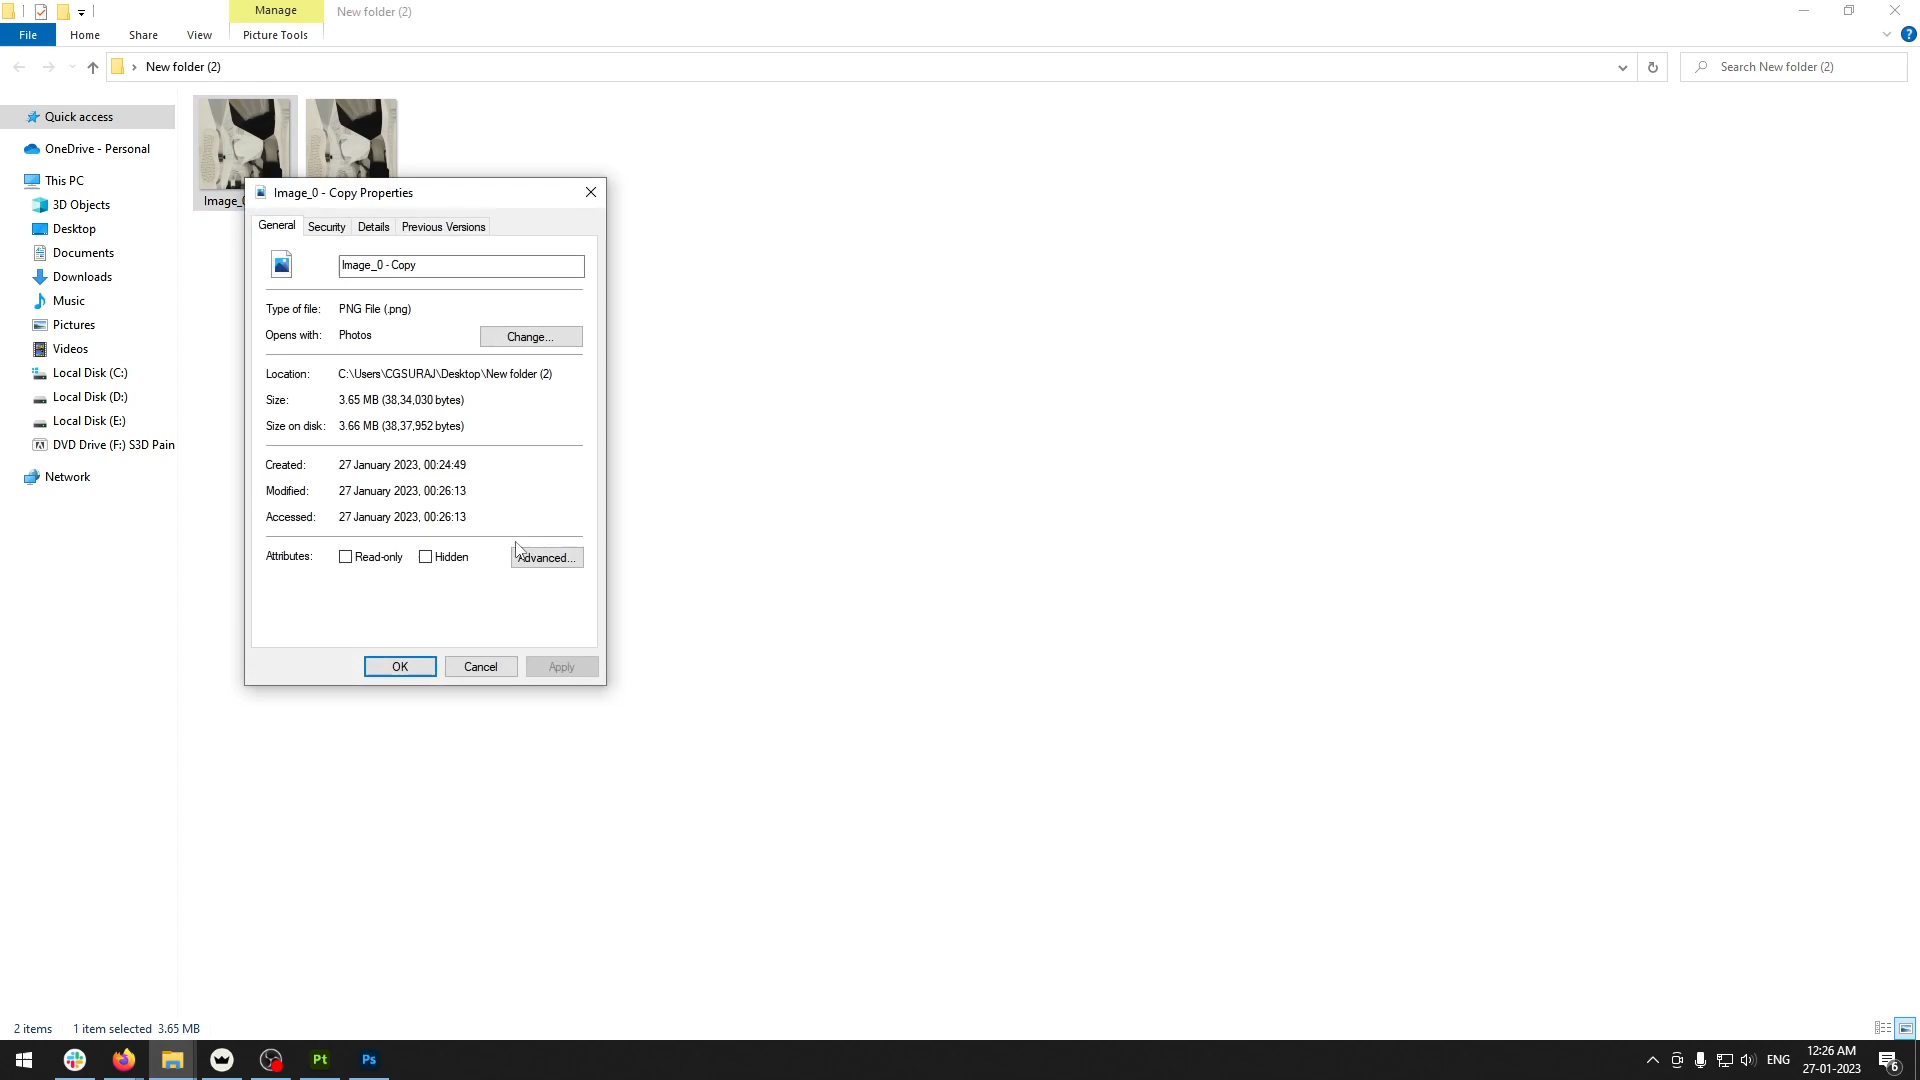 Manage
New folder (2)
File
Home
Share
View
Picture Tools
New folder (2)
Search New folder (2)
Quick access
OneDrive - Personal
This PC
3D Objects
Desktop
Documents
Downloads
Music
Pictures
Videos
Local Disk (C:)
Local Disk (D:)
Local Disk (E:)
DVD Drive (F:) S3D Pain
Network
Image_0 - Copy Properties
General
Security
Details
Previous Versions
Image_0 - Copy
Type of file: PNG File (.png)
Opens with: Photos
Change...
Location: C:\Users\CGSURAJ\Desktop\New folder (2)
Size: 3.65 MB (38,34,030 bytes)
Size on disk: 3.66 MB (38,37,952 bytes)
Created: 27 January 2023, 00:24:49
Modified: 27 January 2023, 00:26:13
Accessed: 27 January 2023, 00:26:13
Attributes: Read-only Hidden Advanced...
OK
Cancel
Apply
2 items 1 item selected 3.65 MB
Pt
Ps
ENG
12:26 AM
27-01-2023
6